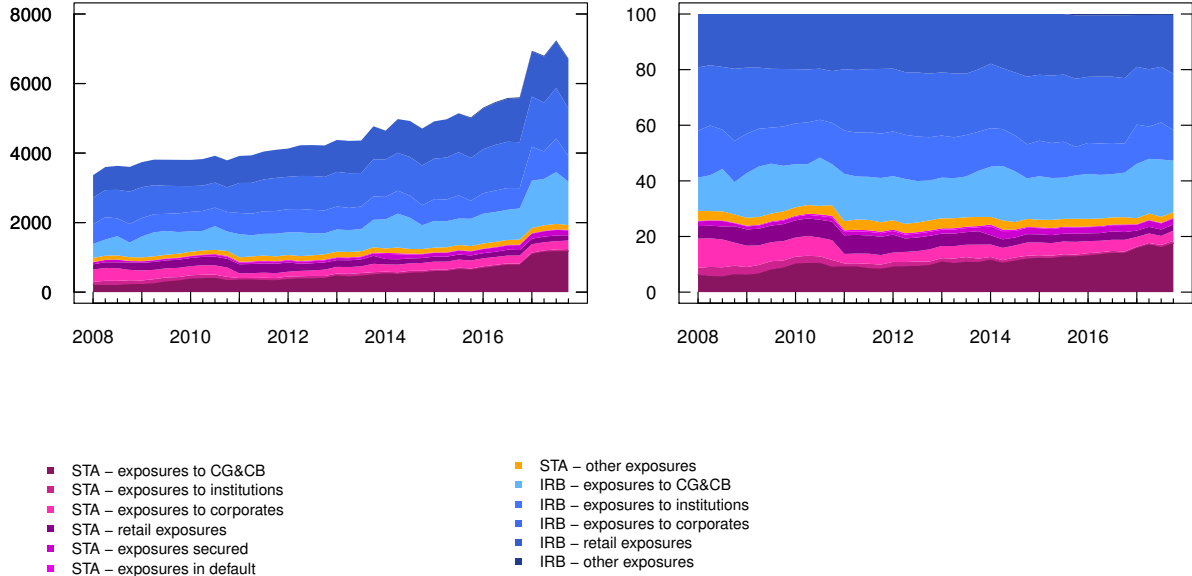 8000
6000
4000
2000
0
2008 2010 2012 2014 2016
100
80
60
40
20
0
2008 2010 2012 2014 2016
STA – exposures to CG&CB
STA – exposures to institutions
STA – exposures to corporates
STA – retail exposures
STA – exposures secured
STA – exposures in default
STA – other exposures
IRB – exposures to CG&CB
IRB – exposures to institutions
IRB – exposures to corporates
IRB – retail exposures
IRB – other exposures